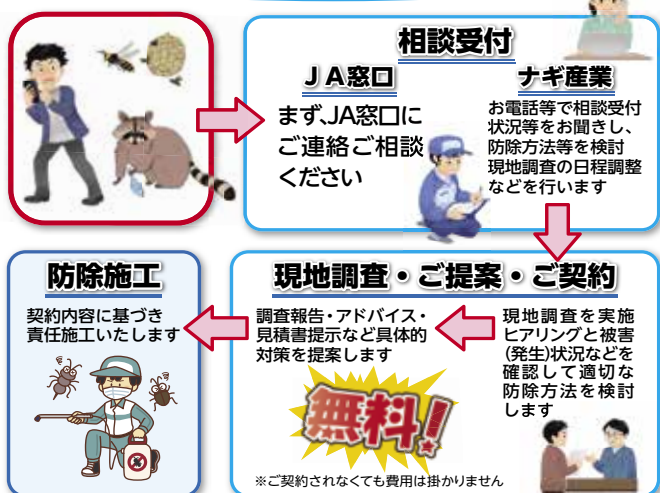 相談受付
JA窓口
まず、JA窓口に
ご連絡ご相談
ください
ナギ産業
お電話等で相談受付
状況等をお聞きし、
防除方法等を検討
現地調査の日程調整
などを行います
現地調査・ご提案・ご契約
現地調査を実施
ヒアリングと被害
(発生)状況などを
確認して適切な
防除方法を検討
します
調査報告・アドバイス・
見積書提示など具体的
対策を提案します
無料!
※ご契約されなくても費用は掛かりません
防除施工
契約内容に基づき
責任施工いたします